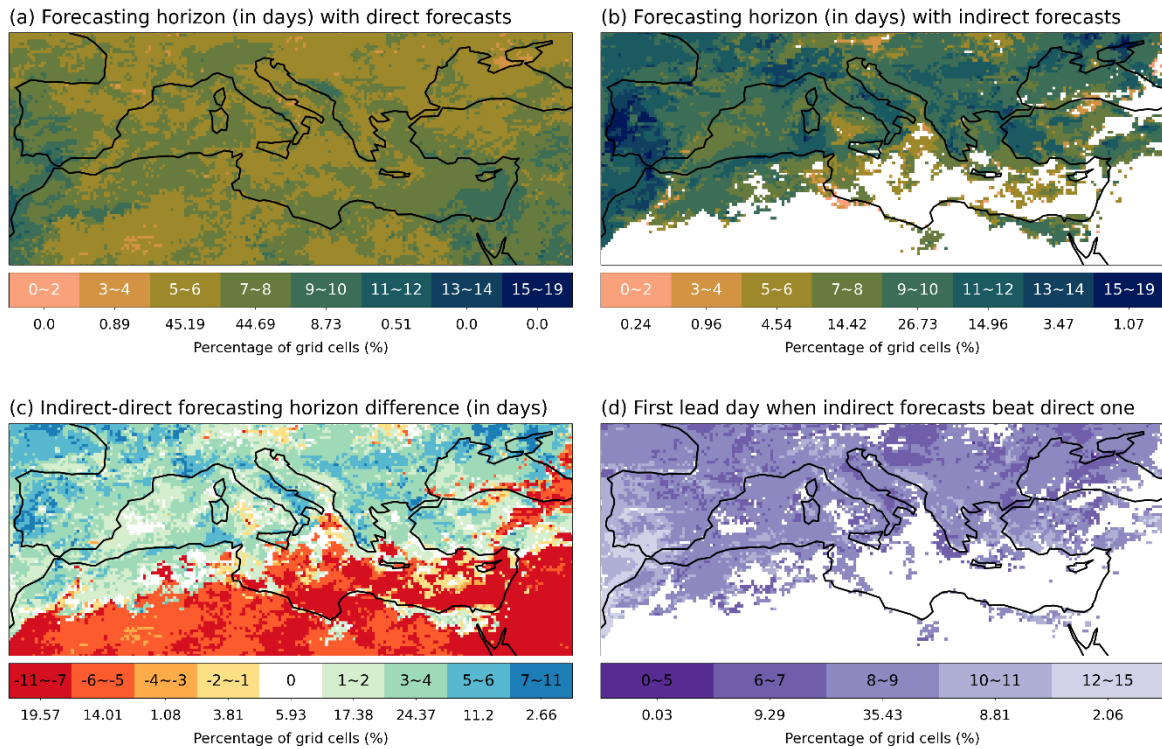 (a) Forecasting horizon (in days) with direct forecasts
0~2 3~4 5~6 7~8 9~10 11~12 13~14 15~19
0.0 0.89 45.19 44.69 8.73 0.51 0.0 0.0
Percentage of grid cells (%)
(b) Forecasting horizon (in days) with indirect forecasts
0~2 3~4 5~6 7~8 9~10 11~12 13~14 15~19
0.24 0.96 4.54 14.42 26.73 14.96 3.47 1.07
Percentage of grid cells (%)
(c) Indirect-direct forecasting horizon difference (in days)
-11~-7 -6~-5 -4~-3 -2~-1 0 1~2 3~4 5~6 7~11
19.57 14.01 1.08 3.81 5.93 17.38 24.37 11.2 2.66
Percentage of grid cells (%)
(d) First lead day when indirect forecasts beat direct one
0~5 6~7 8~9 10~11 12~15
0.03 9.29 35.43 8.81 2.06
Percentage of grid cells (%)